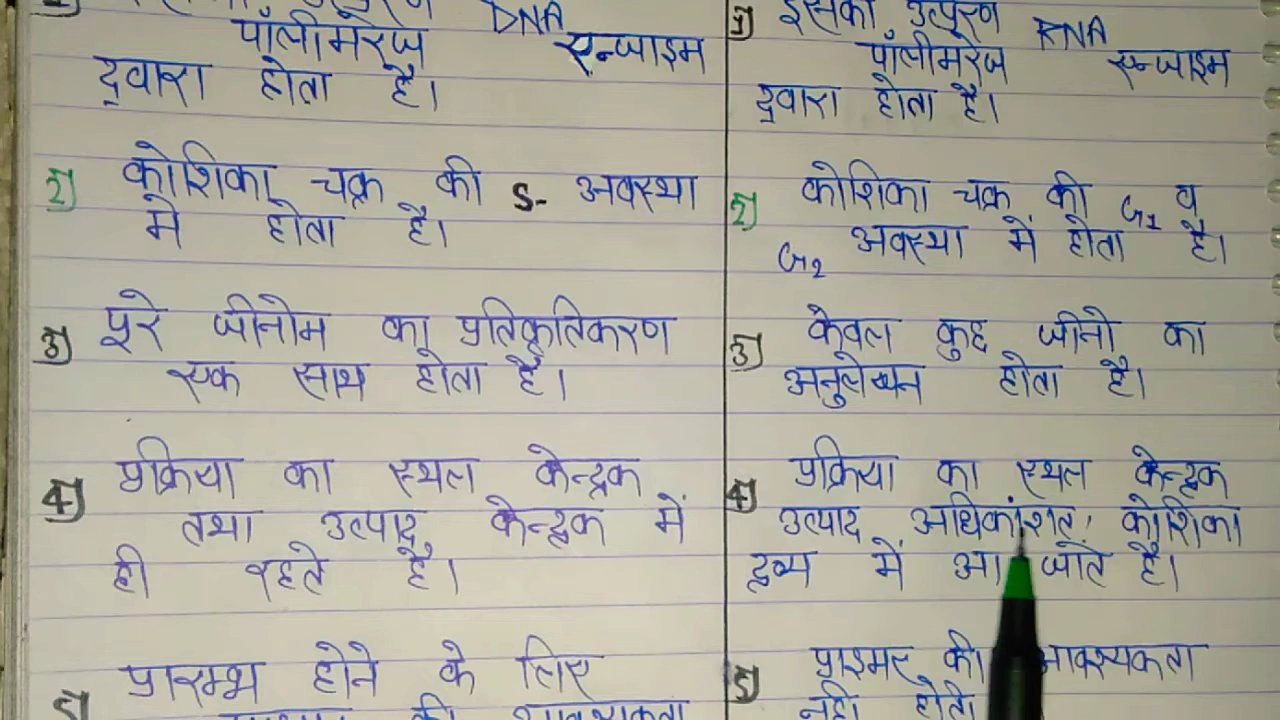 DNA
पॉलीमरेज एन्जाइम
द्वारा होता है।
2) कोशिका चक्र की S- अवस्था
में होता है।
3) पूरे जीनोम का प्रतिकृतिकरण
एक साथ होता है।
4) प्रक्रिया का स्थल केन्द्रक
तथा उत्पाद केन्द्रक में
ही रहते है।
5) प्रारम्भ होने के लिए
की
1) इसका उत्प्रेरण RNA
पॉलीमरेज एन्जाइम
द्वारा होता है।
2) कोशिका चक्र की G1 व
G2 अवस्था में होता है।
3) केवल कुछ जीनो का
अनुलेखन होता है।
4) प्रक्रिया का स्थल केन्द्रक
उत्पाद अधिकांशत: कोशिका
द्रव्य में आ जाते है।
5) प्राइमर की आवश्यकता
नही होती